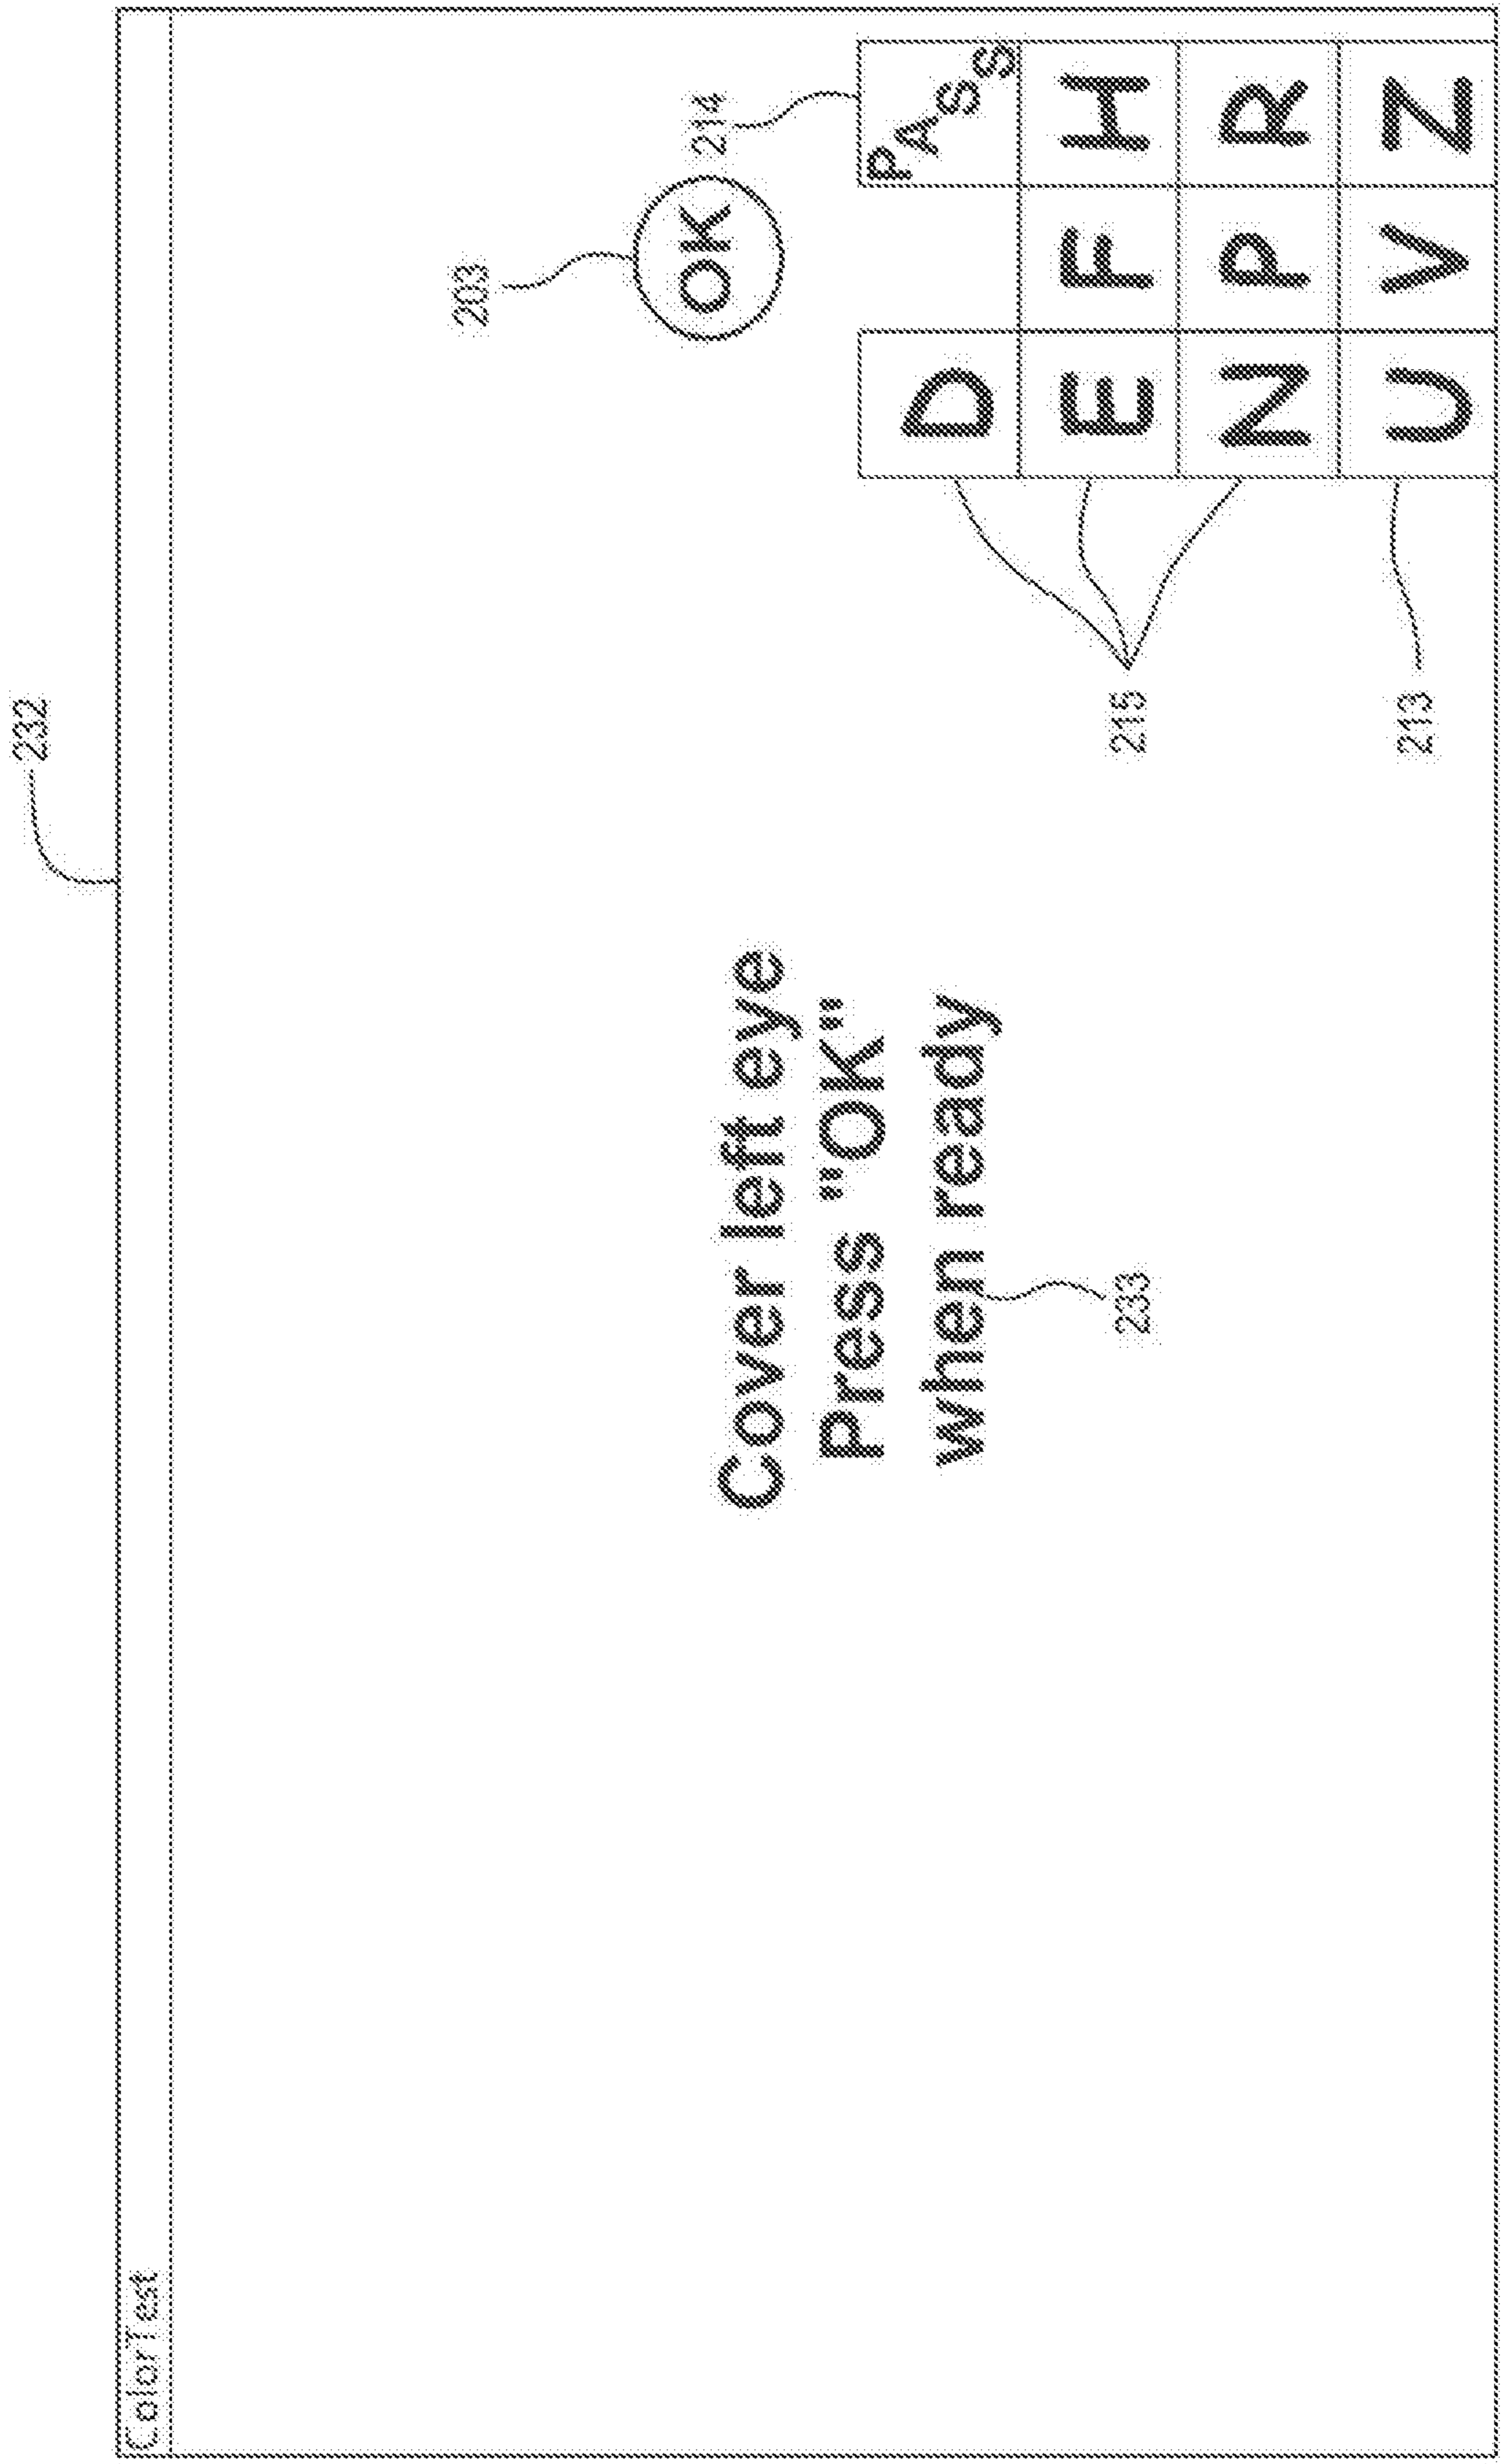 232
ColorTest
203
OK
214
Cover left eye
Press "OK"
when ready
233
D PASS
E F H
N P R
U V Z
215
213